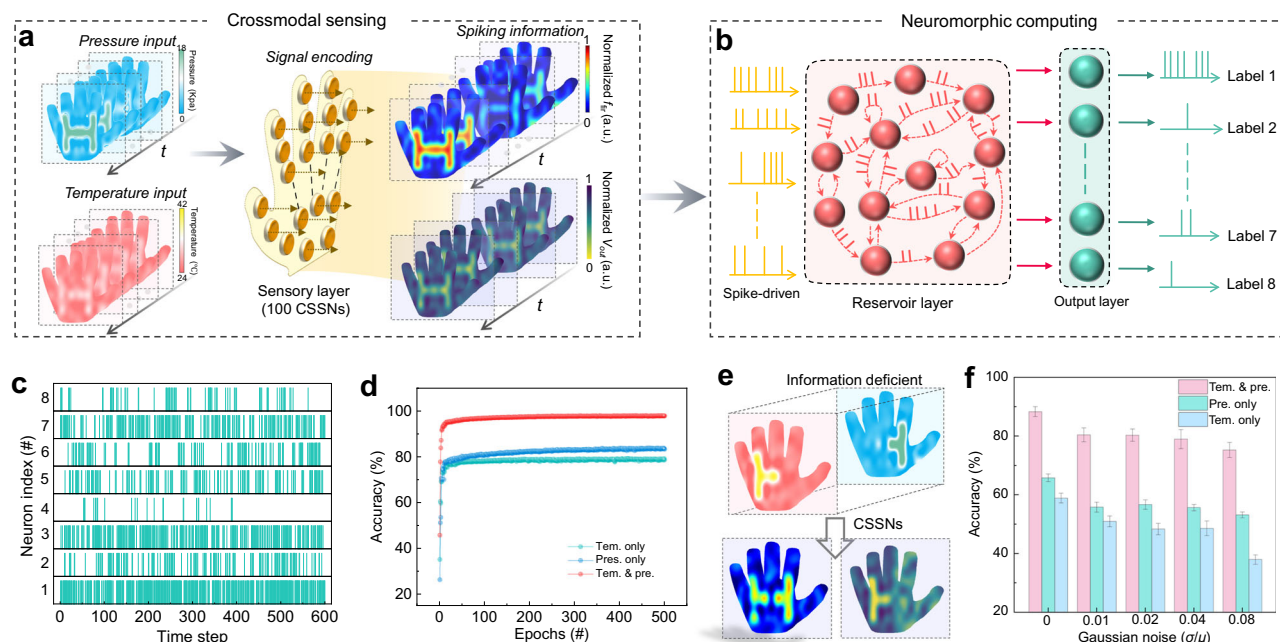 Crossmodal sensing
a
Pressure input
18
Pressure (Kpa)
0
t
Temperature input
42
Temperature (°C)
24
t
Signal encoding
Sensory layer
(100 CSSNs)
Spiking information
1
Normalized f_fir (a.u.)
0
t
1
Normalized V_out (a.u.)
0
t
Neuromorphic computing
b
Spike-driven
Reservoir layer
Output layer
Label 1
Label 2
Label 7
Label 8
c
Neuron index (#)
8
7
6
5
4
3
2
1
0 100 200 300 400 500 600
Time step
d
Accuracy (%)
100
80
60
40
20
Tem. only
Pres. only
Tem. & pre.
0 100 200 300 400 500
Epochs (#)
e
Information deficient
CSSNs
f
Accuracy (%)
100
80
60
40
20
Tem. & pre.
Pre. only
Tem. only
0 0.01 0.02 0.04 0.08
Gaussian noise (σ/μ)